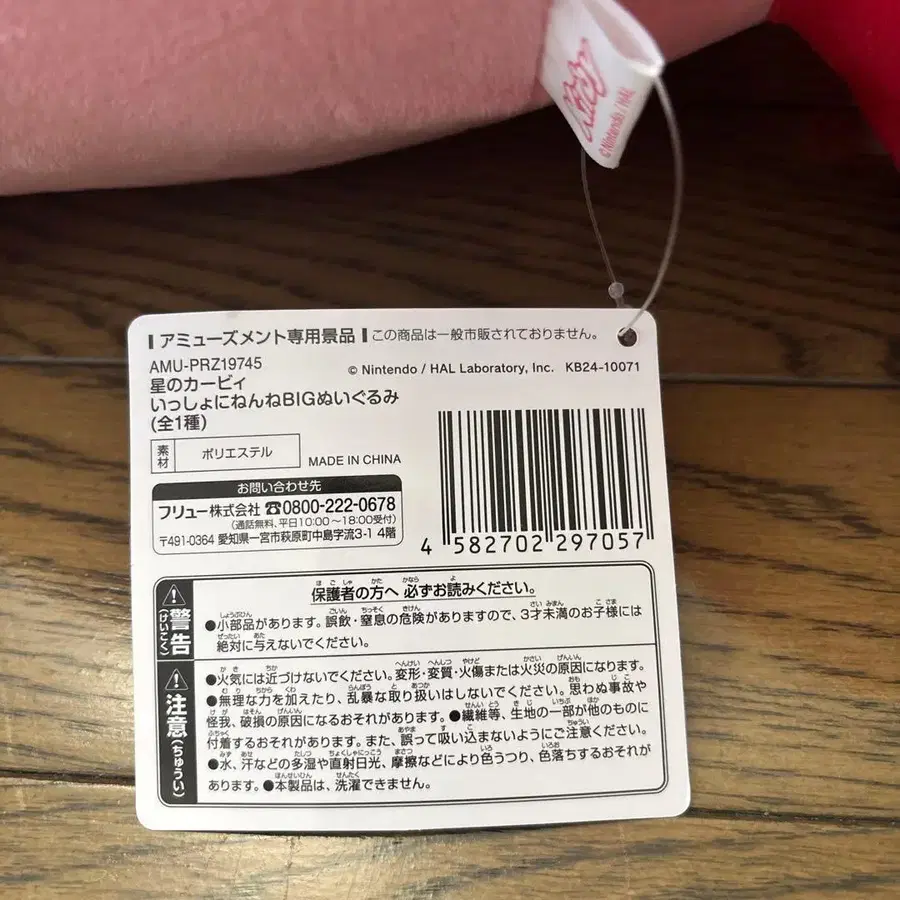 Kirby
© Nintendo / HAL
アミューズメント専用景品 この商品は一般市販されておりません。
AMU-PRZ19745
© Nintendo / HAL Laboratory, Inc. KB24-10071
星のカービィ
いっしょにねんねBIGぬいぐるみ
(全1種)
素材 ポリエステル
MADE IN CHINA
お問い合わせ先
フリュー株式会社 ☎0800-222-0678
(通話無料、平日10:00～18:00受付)
〒491-0364 愛知県一宮市萩原町中島字流3-1 4階
4 582702 297057
警告(けいこく)
保護者の方へ 必ずお読みください。
●小部品があります。誤飲・窒息の危険がありますので、3才未満のお子様には
絶対に与えないでください。
注意(ちゅうい)
●火気には近づけないでください。変形・変質・火傷または火災の原因になります。
●無理な力を加えたり、乱暴な取り扱いはしないでください。思わぬ事故や
怪我、破損の原因になるおそれがあります。●繊維等、生地の一部が他のものに
付着するおそれがあります。また、誤って吸い込まないようにご注意ください。
●水、汗などの多湿や直射日光、摩擦などにより色うつり、色落ちするおそれが
あります。●本製品は、洗濯できません。